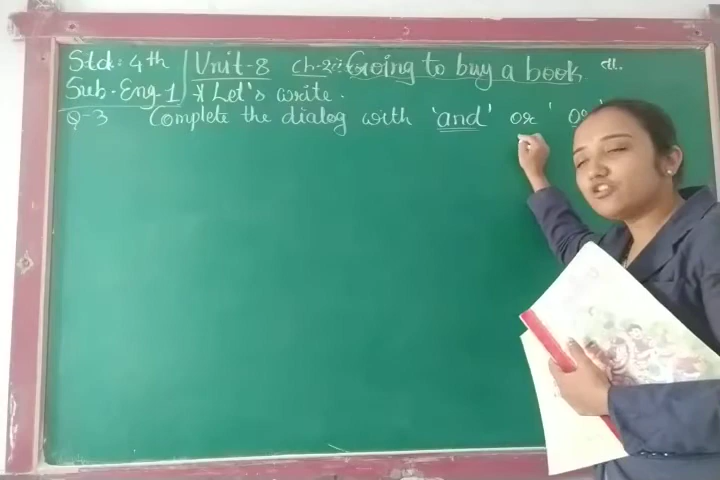 Std: 4th Unit-8 Ch-2: Going to buy a book
Sub. Eng-1 * Let's write.
Q-3 Complete the dialog with 'and' or 'or'